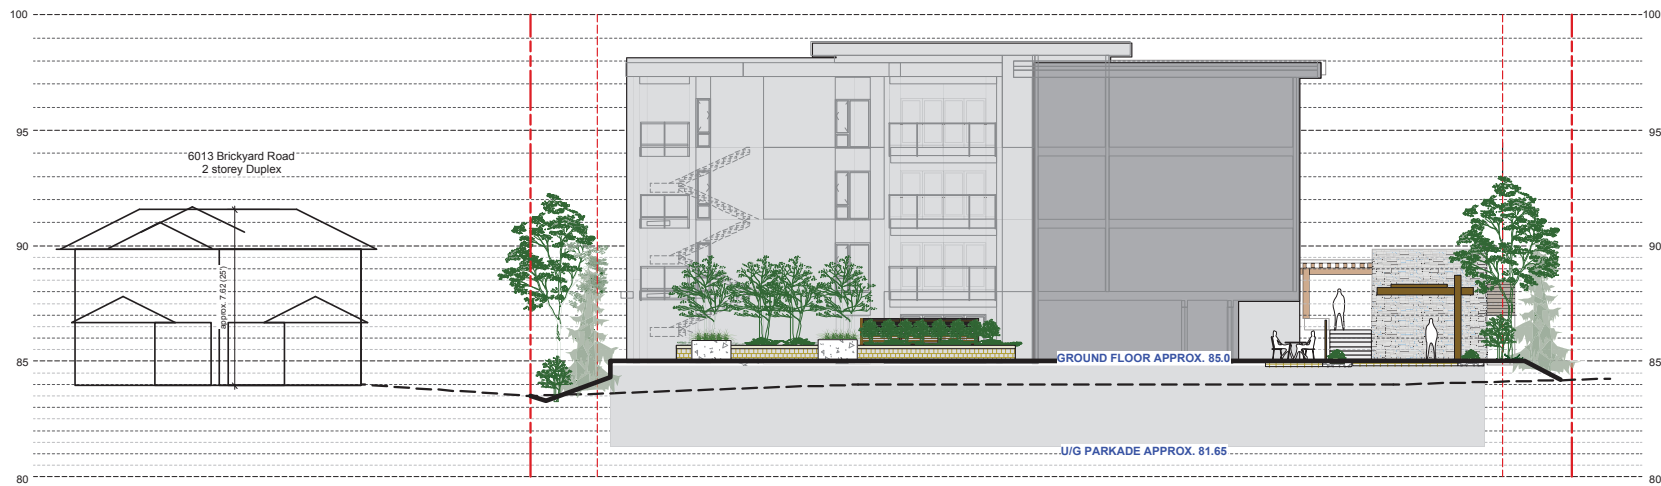 100
100
95
95
6013 Brickyard Road
2 storey Duplex
90
90
approx. 7.62 (25')
85
85
GROUND FLOOR APPROX. 85.0
U/G PARKADE APPROX. 81.65
80
80